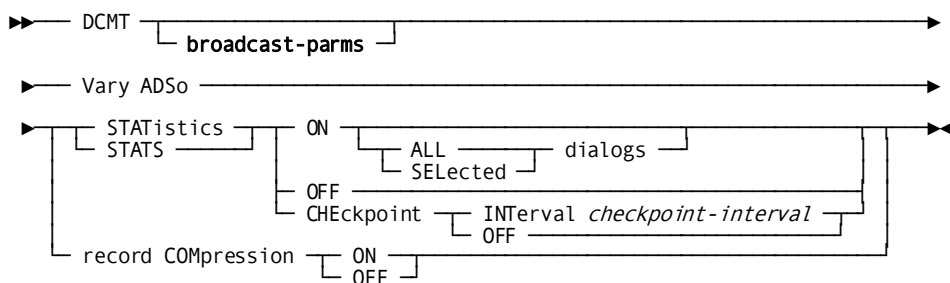 DCMT
broadcast-parms
Vary ADSo
STATistics ON
STATS ALL dialogs
SELected
OFF
CHEckpoint INTerval checkpoint-interval
OFF
record COMpression ON
OFF